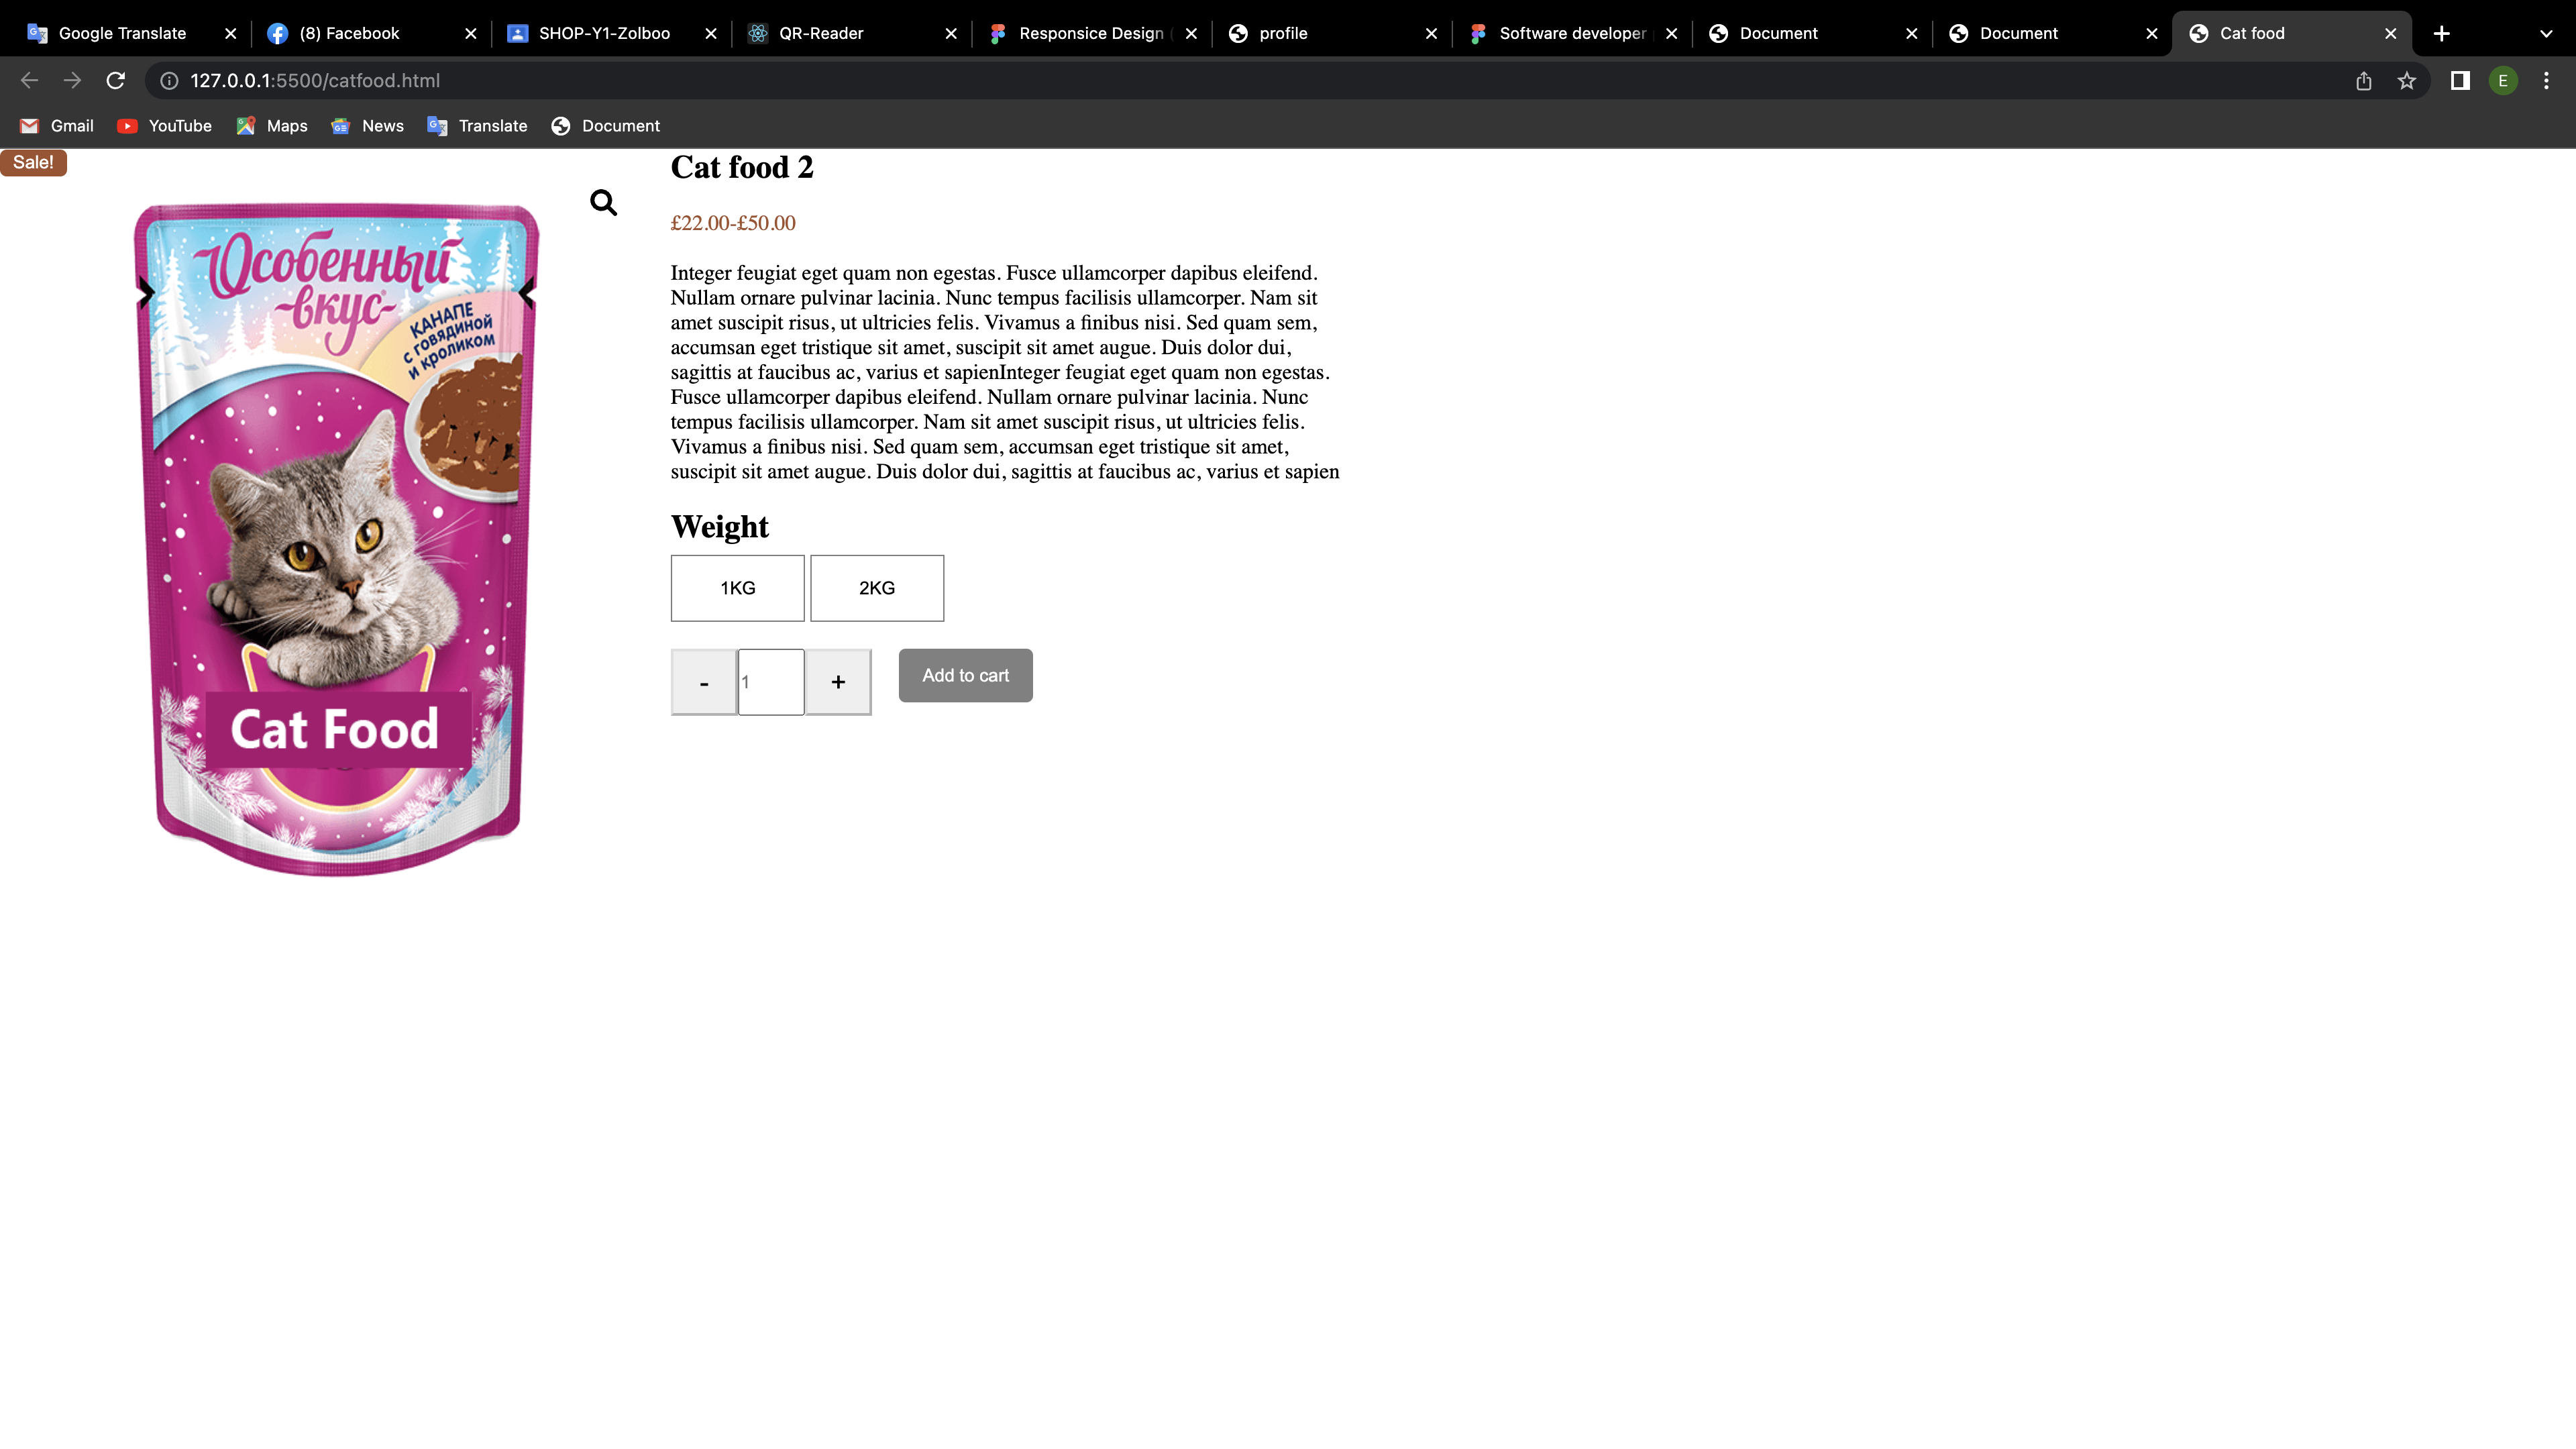 Google Translate
(8) Facebook
SHOP-Y1-Zolboo
QR-Reader
Responsice Design
profile
Software developer
Document
Document
Cat food
127.0.0.1:5500/catfood.html
E
Gmail
YouTube
Maps
News
Translate
Document
Sale!
Особенный
-вкус-
КАНАПЕ
С ГОВЯДИНОЙ
И КРОЛИКОМ
Cat Food
Cat food 2
£22.00-£50.00
Integer feugiat eget quam non egestas. Fusce ullamcorper dapibus eleifend.
Nullam ornare pulvinar lacinia. Nunc tempus facilisis ullamcorper. Nam sit
amet suscipit risus, ut ultricies felis. Vivamus a finibus nisi. Sed quam sem,
accumsan eget tristique sit amet, suscipit sit amet augue. Duis dolor dui,
sagittis at faucibus ac, varius et sapienInteger feugiat eget quam non egestas.
Fusce ullamcorper dapibus eleifend. Nullam ornare pulvinar lacinia. Nunc
tempus facilisis ullamcorper. Nam sit amet suscipit risus, ut ultricies felis.
Vivamus a finibus nisi. Sed quam sem, accumsan eget tristique sit amet,
suscipit sit amet augue. Duis dolor dui, sagittis at faucibus ac, varius et sapien
Weight
1KG
2KG
- 1 +
Add to cart